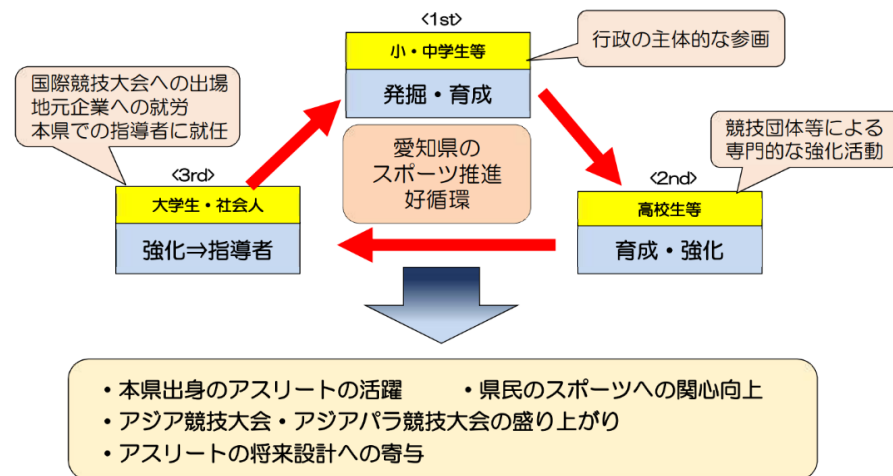 <1st>
小・中学生等
発掘・育成
行政の主体的な参画
国際競技大会への出場
地元企業への就労
本県での指導者に就任
愛知県の
スポーツ推進
好循環
競技団体等による
専門的な強化活動
<2nd>
高校生等
育成・強化
<3rd>
大学生・社会人
強化⇒指導者
・本県出身のアスリートの活躍　　・県民のスポーツへの関心向上
・アジア競技大会・アジアパラ競技大会の盛り上がり
・アスリートの将来設計への寄与